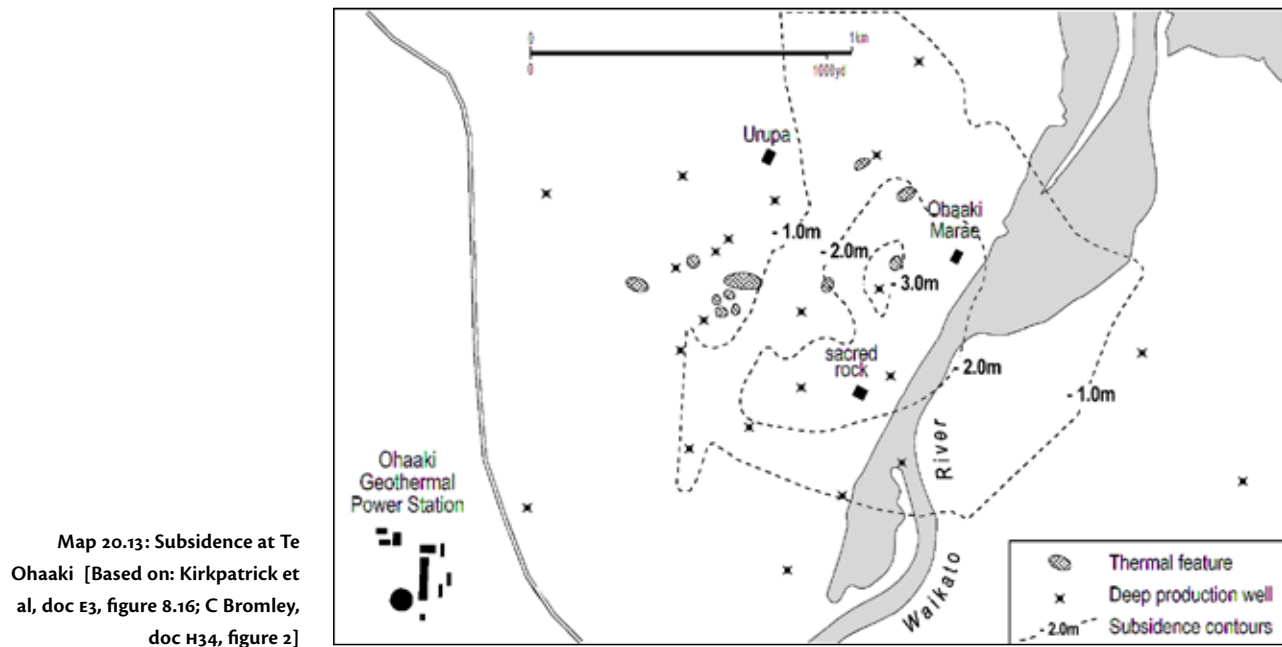 0
1km
0
1000yd
Urupa
Ohaaki
Marae
- 1.0m
- 2.0m
- 3.0m
sacred
rock
- 2.0m
- 1.0m
River
Waikato
Ohaaki
Geothermal
Power Station
Thermal feature
Deep production well
- 2.0m
Subsidence contours
Map 20.13: Subsidence at Te
Ohaaki [Based on: Kirkpatrick et
al, doc E3, figure 8.16; C Bromley,
doc H34, figure 2]